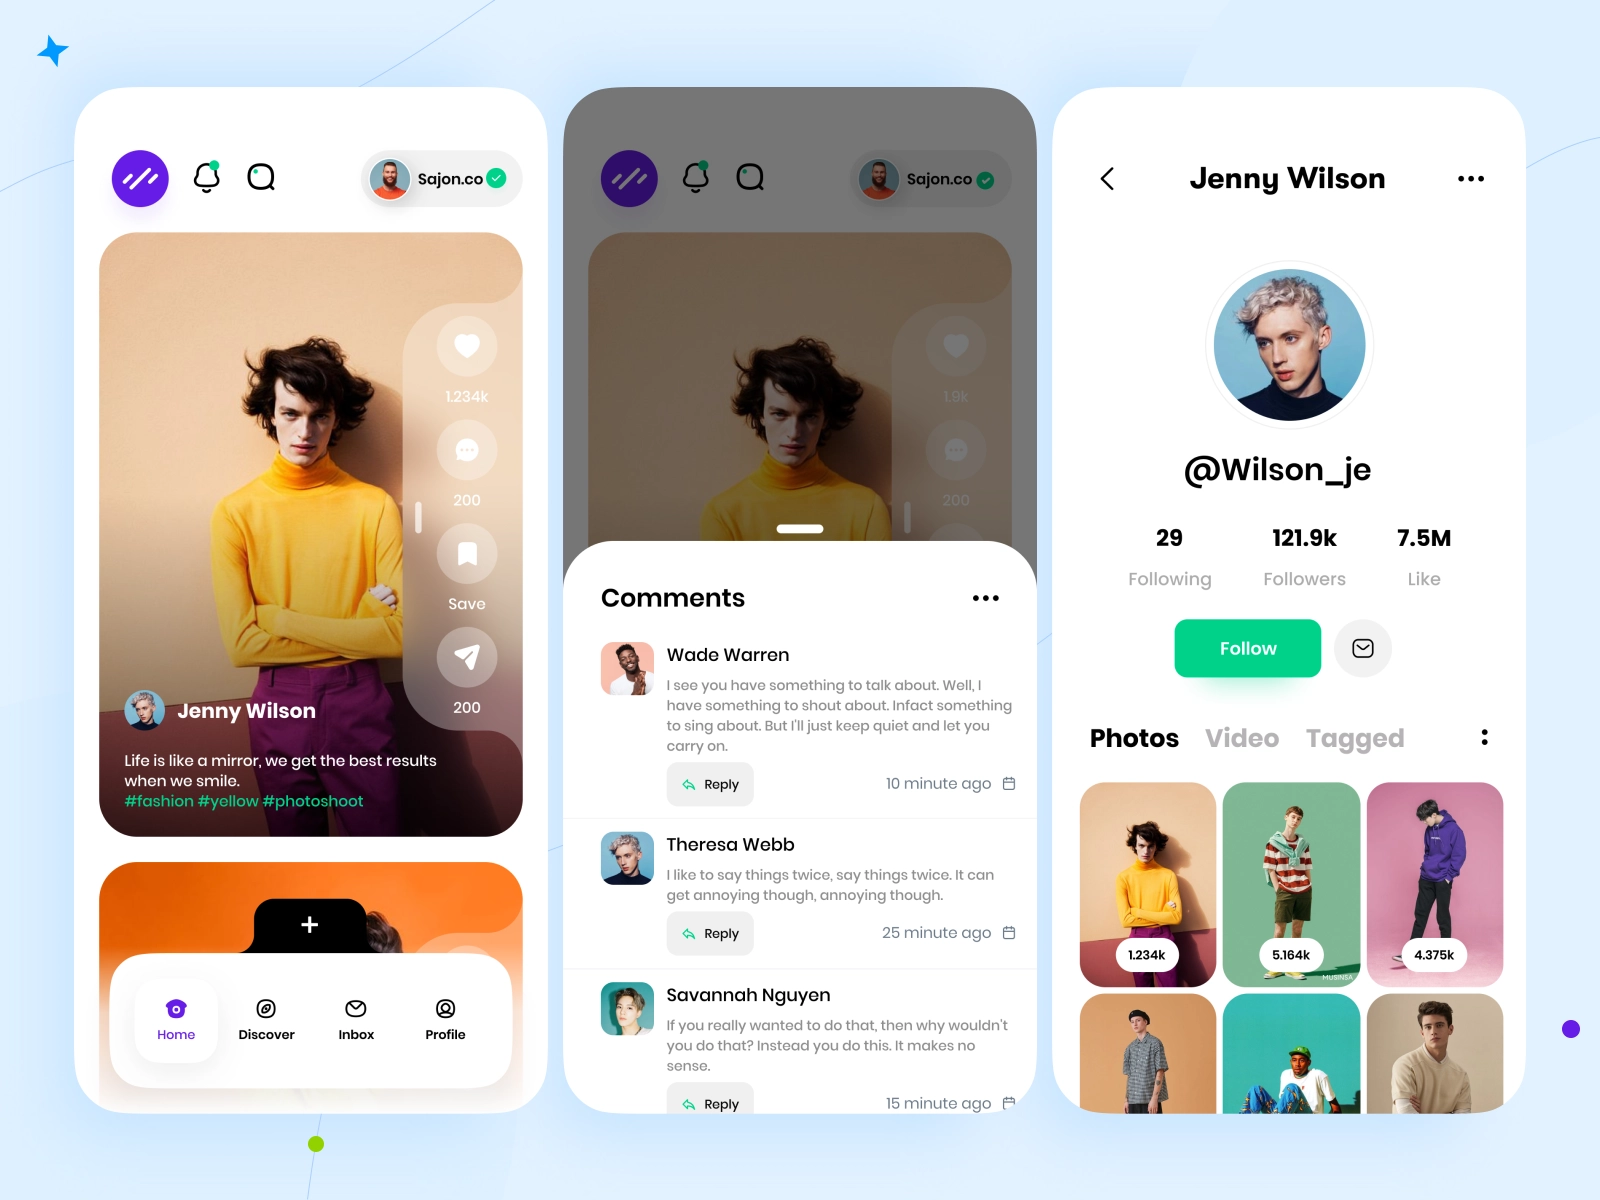 Sajon.co
1.234k
200
Save
200
Jenny Wilson
Life is like a mirror, we get the best results
when we smile.
#fashion #yellow #photoshoot
+
Home
Discover
Inbox
Profile
Sajon.co
1.9k
200
Comments
Wade Warren
I see you have something to talk about. Well, I
have something to shout about. Infact something
to sing about. But I'll just keep quiet and let you
carry on.
Reply
10 minute ago
Theresa Webb
I like to say things twice, say things twice. It can
get annoying though, annoying though.
Reply
25 minute ago
Savannah Nguyen
If you really wanted to do that, then why wouldn't
you do that? Instead you do this. It makes no
sense.
Reply
15 minute ago
Jenny Wilson
@Wilson_je
29
Following
121.9k
Followers
7.5M
Like
Follow
Photos
Video
Tagged
1.234k
5.164k
MUSINSA
4.375k